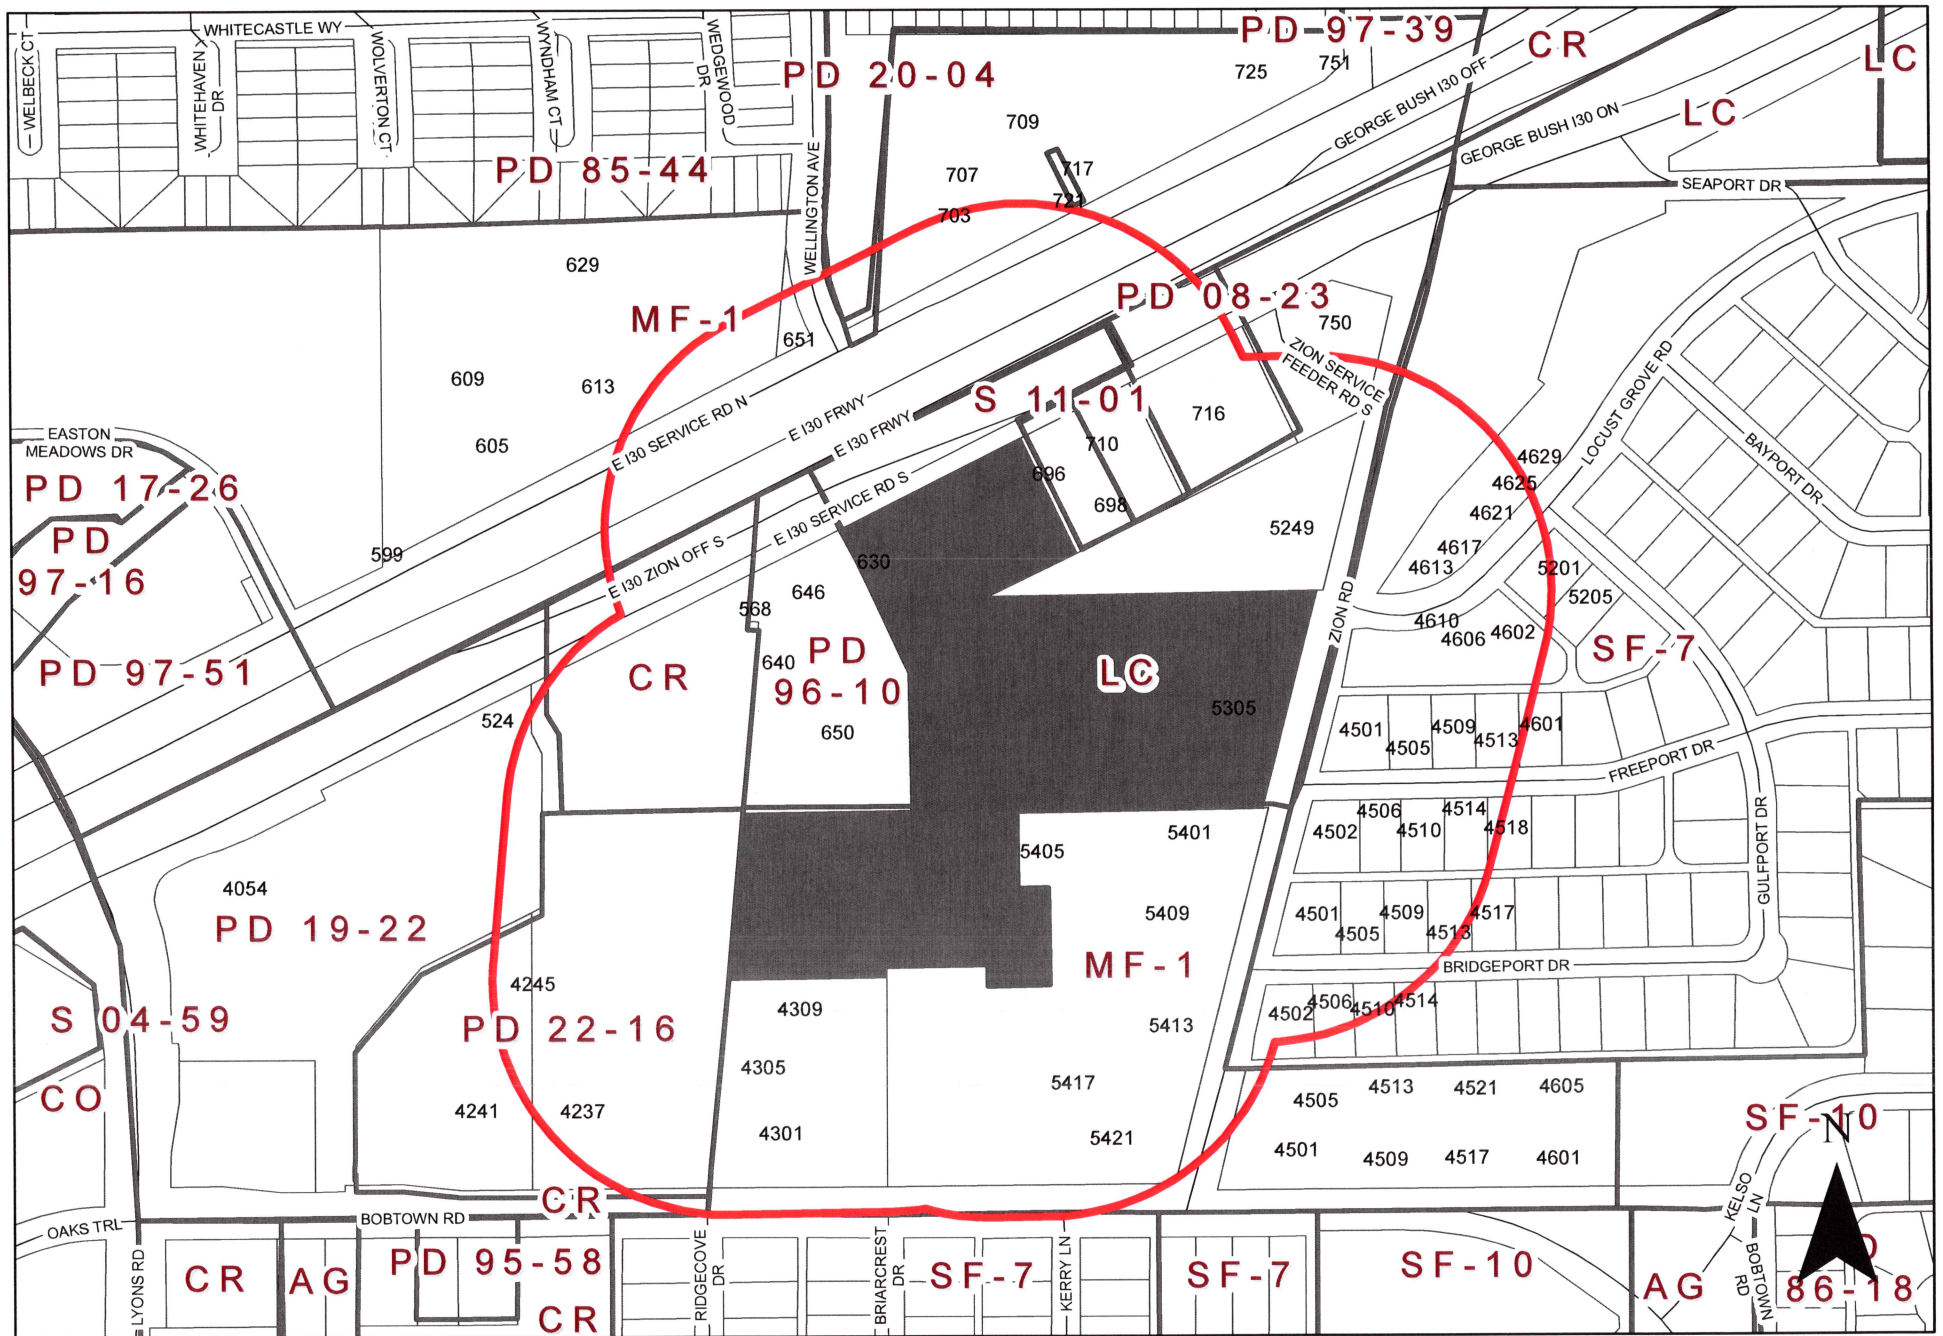 WELBECK CT
WHITECASTLE WY
WHITEHAVEN
DR
WOLVERTON CT
WYNDHAM CT
WEDGEWOOD
DR
PD 20-04
PD 97-39
725
751
CR
LC
LC
GEORGE BUSH I30 OFF
GEORGE BUSH I30 ON
SEAPORT DR
PD 85-44
WELLINGTON AVE
709
707
717
703
721
629
MF-1
651
609
613
605
599
PD 08-23
750
ZION SERVICE
FEEDER RD S
S 11-01
716
710
696
698
E I30 SERVICE RD N
E I30 FRWY
E I30 FRWY
E I30 SERVICE RD S
E I30 ZION OFF S
EASTON
MEADOWS DR
PD 17-26
PD
97-16
PD 97-51
LOCUST GROVE RD
BAYPORT DR
4629
4625
4621
4617
4613
5249
5201
5205
4610
4606
4602
SF-7
ZION RD
630
646
568
640
PD
96-10
650
CR
524
LC
5305
4501
4505
4509
4513
4601
FREEPORT DR
4502
4506
4510
4514
4518
GULFPORT DR
5401
5405
5409
MF-1
5413
5417
5421
4501
4505
4509
4513
4517
BRIDGEPORT DR
4502
4506
4510
4514
4054
PD 19-22
4245
PD 22-16
4241
4237
4309
4305
4301
S 04-59
CO
4505
4513
4521
4605
4501
4509
4517
4601
SF-10
N
KELSO
LN
BOBTOWN
RD
OAKS TRL
BOBTOWN RD
CR
LYONS RD
CR
AG
PD 95-58
CR
RIDGECOVE
DR
BRIARCREST
DR
SF-7
KERRY LN
SF-7
SF-10
AG
86-18